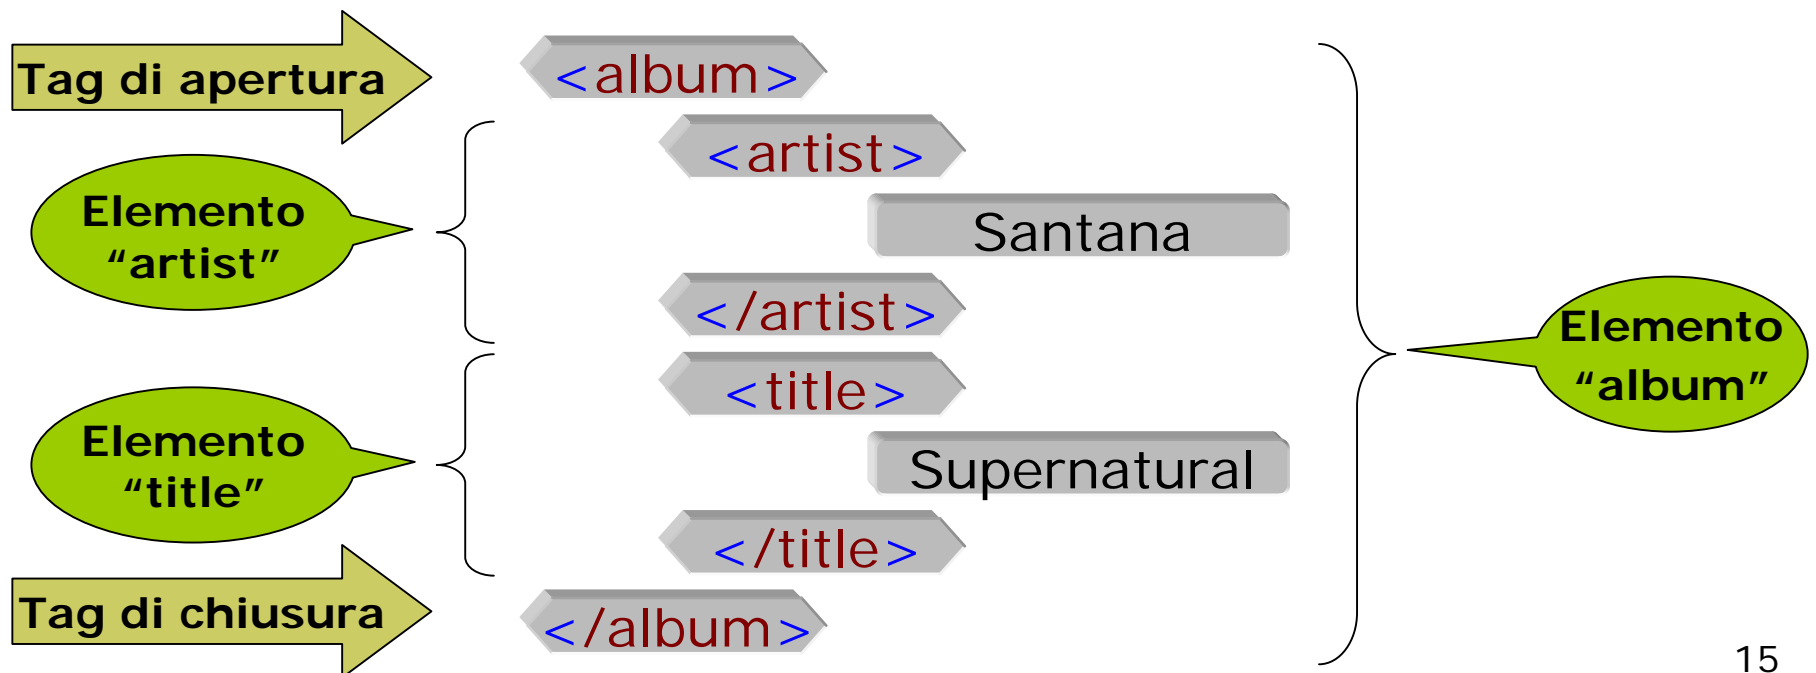 Tag di apertura
<album>
<artist>
Elemento
“artist”
Santana
</artist>
<title>
Elemento
“title”
Supernatural
</title>
Tag di chiusura
</album>
Elemento
“album”
15